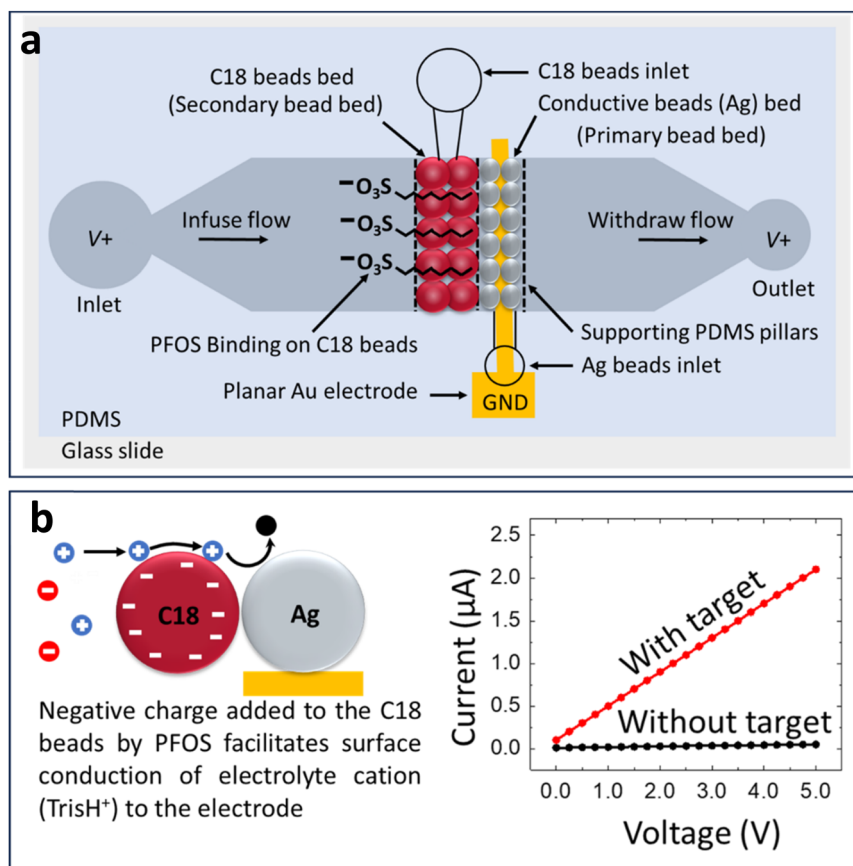 a
C18 beads bed
(Secondary bead bed)
C18 beads inlet
Conductive beads (Ag) bed
(Primary bead bed)
⁻O₃S
⁻O₃S
⁻O₃S
V+
Inlet
Infuse flow
Withdraw flow
V+
Outlet
PFOS Binding on C18 beads
Supporting PDMS pillars
Ag beads inlet
Planar Au electrode
GND
PDMS
Glass slide
b
C18
Ag
Negative charge added to the C18
beads by PFOS facilitates surface
conduction of electrolyte cation
(TrisH⁺) to the electrode
Current (µA)
2.5
2.0
1.5
1.0
0.5
0.0
With target
Without target
0.0 1.0 2.0 3.0 4.0 5.0
Voltage (V)